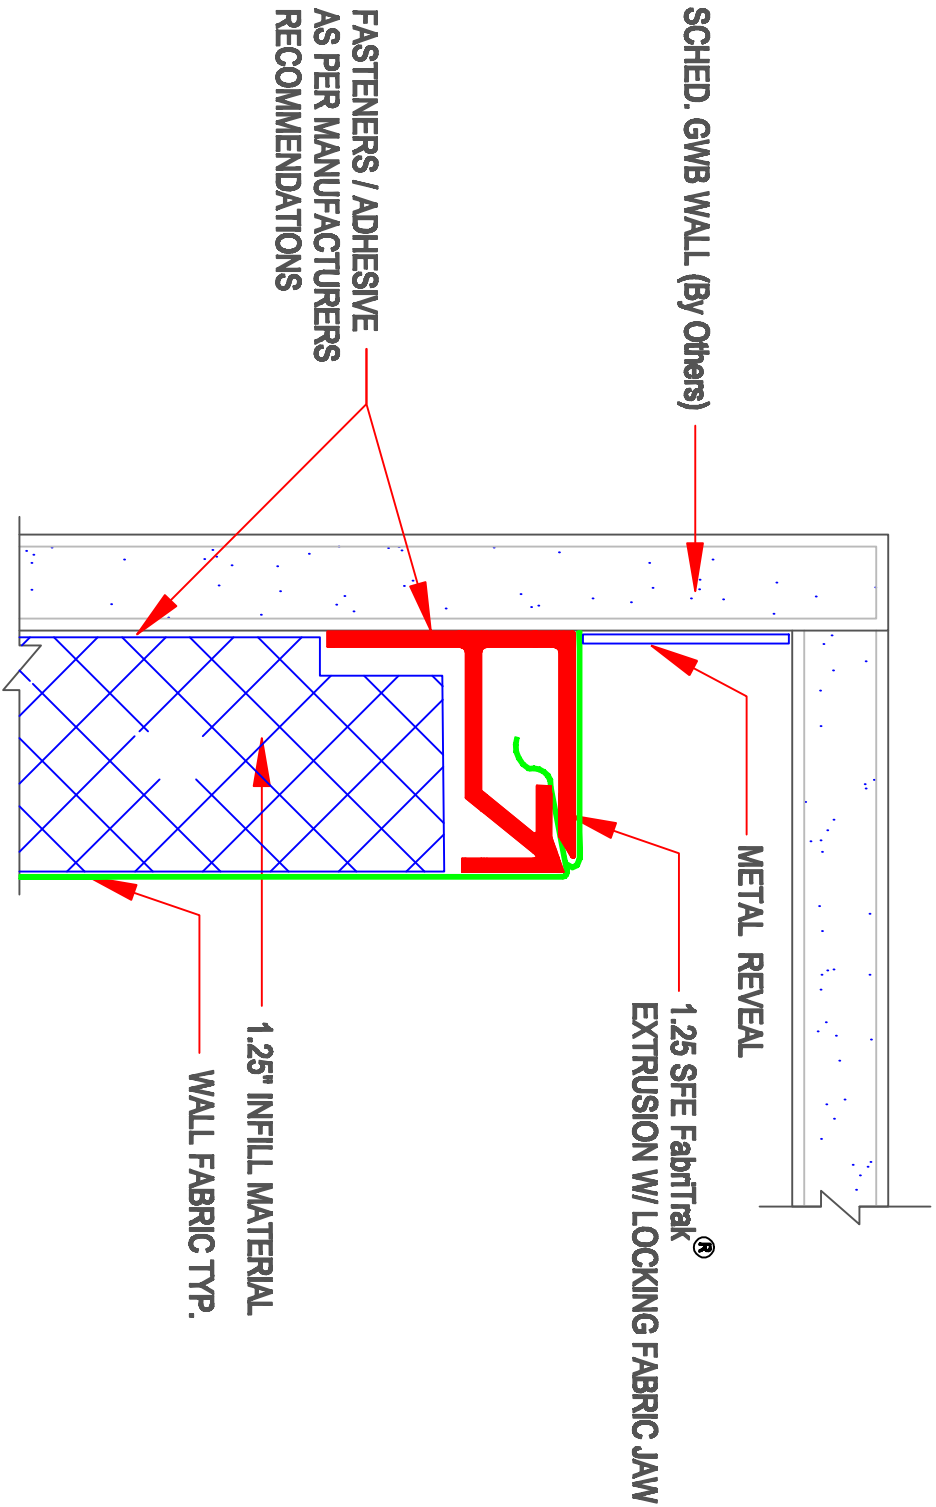 SCHED. GWB WALL (By Others)
FASTENERS / ADHESIVE
AS PER MANUFACTURERS
RECOMMENDATIONS
METAL REVEAL
1.25 SFE FabriTrak®
EXTRUSION W/ LOCKING FABRIC JAW
1.25" INFILL MATERIAL
WALL FABRIC TYP.